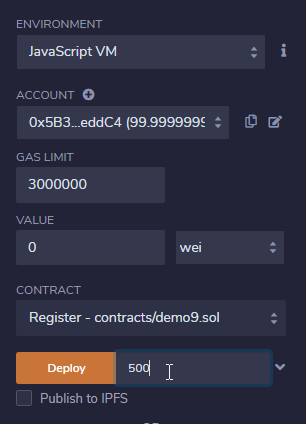 ENVIRONMENT
JavaScript VM
ACCOUNT
0x5B3...eddC4 (99.9999999
GAS LIMIT
3000000
VALUE
0
wei
CONTRACT
Register - contracts/demo9.sol
Deploy
500
Publish to IPFS